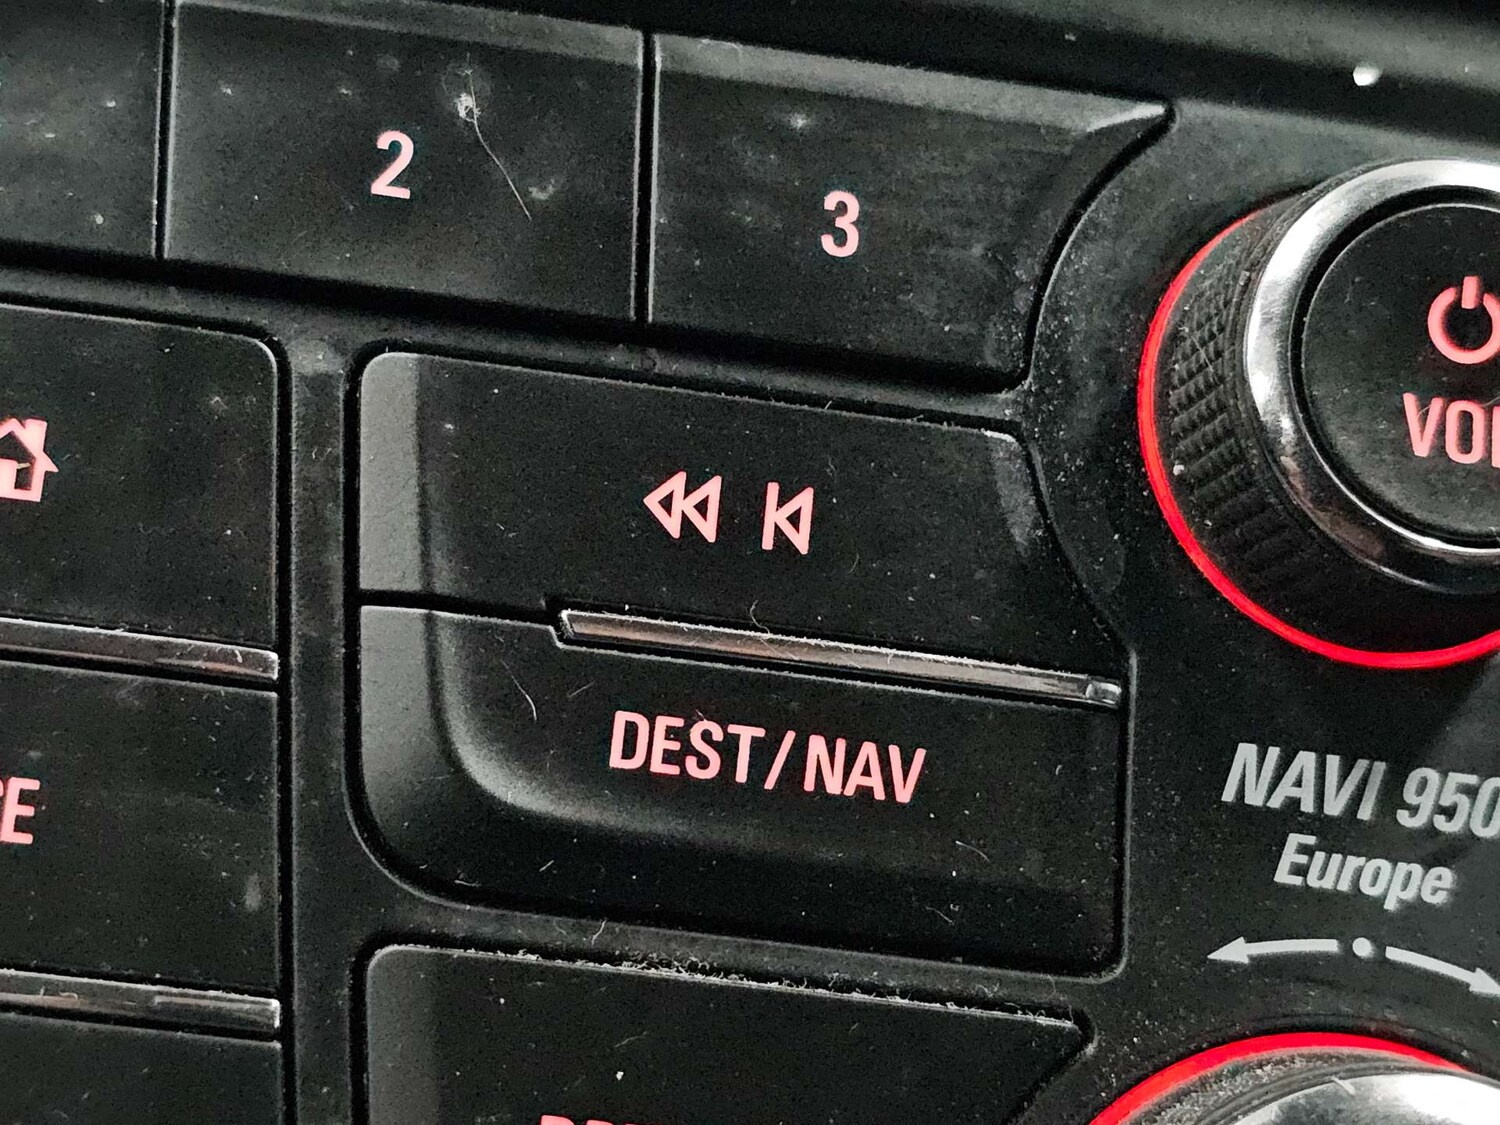 2
3
DEST/NAV
NAVI 950
Europe